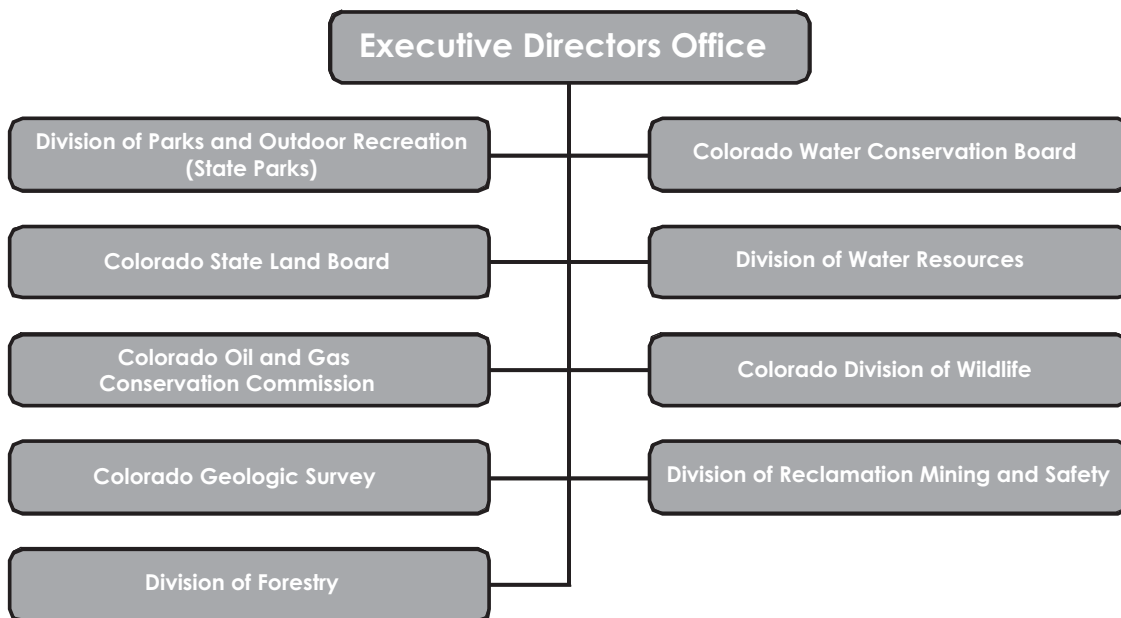 Executive Directors Office
Division of Parks and Outdoor Recreation
(State Parks)
Colorado Water Conservation Board
Colorado State Land Board
Division of Water Resources
Colorado Oil and Gas
Conservation Commission
Colorado Division of Wildlife
Colorado Geologic Survey
Division of Reclamation Mining and Safety
Division of Forestry